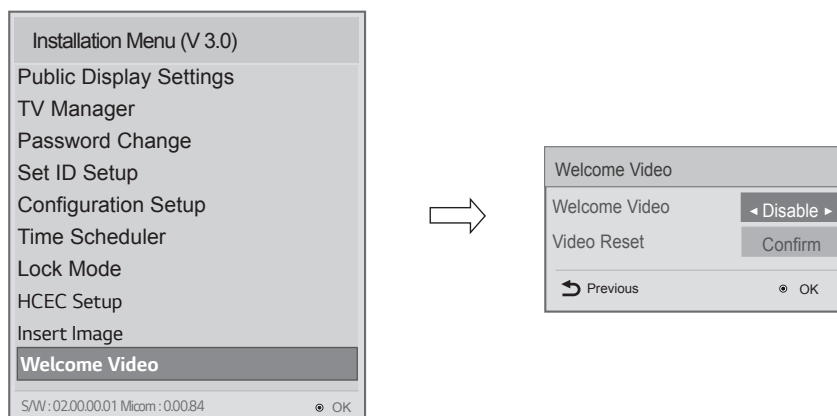 Installation Menu (V 3.0)
Public Display Settings
TV Manager
Password Change
Set ID Setup
Configuration Setup
Time Scheduler
Lock Mode
HCEC Setup
Insert Image
Welcome Video
S/W : 02.00.00.01 Micom : 0.00.84 ◉ OK
Welcome Video
Welcome Video ◂ Disable ▸
Video Reset Confirm
Previous ◉ OK